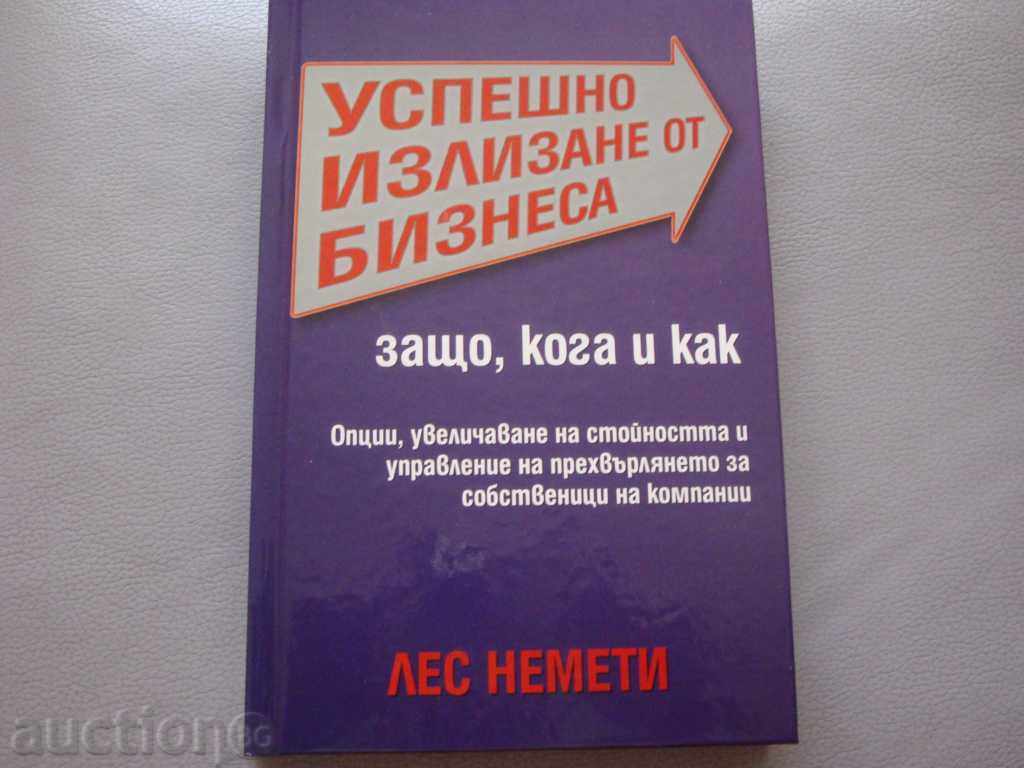 УСПЕШНО
ИЗЛИЗАНЕ ОТ
БИЗНЕСА
защо, кога и как
Опции, увеличаване на стойността и
управление на прехвърлянето за
собственици на компании
ЛЕС НЕМЕТИ
auction BG